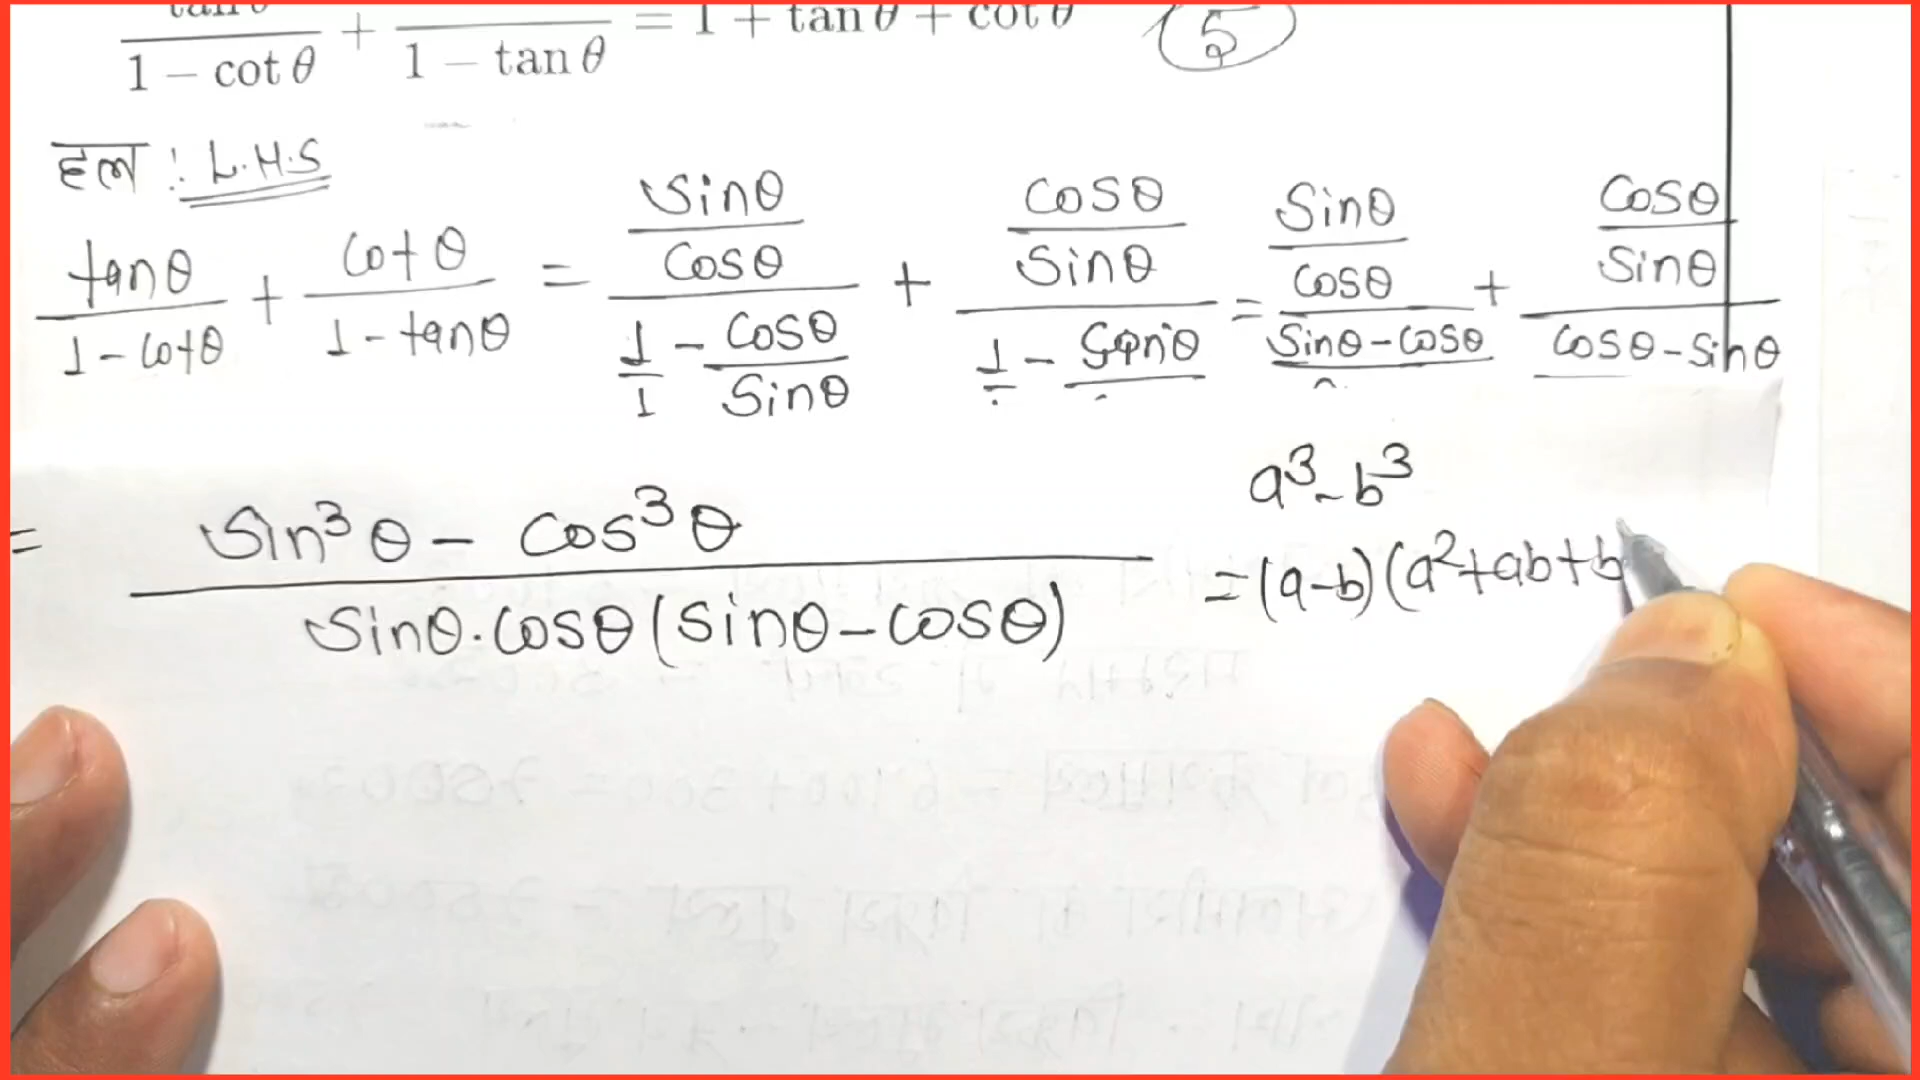 tanθ/(1 − cot θ) + /(1 − tan θ) = 1 + tan θ + cot θ (5)
हल : L.H.S
tanθ/(1-cotθ) + cotθ/(1-tanθ) = (sinθ/cosθ)/(1/1 - cosθ/sinθ) + (cosθ/sinθ)/(1 - sinθ) = (sinθ/cosθ)/(sinθ-cosθ) + (cosθ/sinθ)/(cosθ-sinθ)
a³-b³
= (sin³θ - cos³θ)/(sinθ.cosθ(sinθ-cosθ))
=(a-b)(a²+ab+b